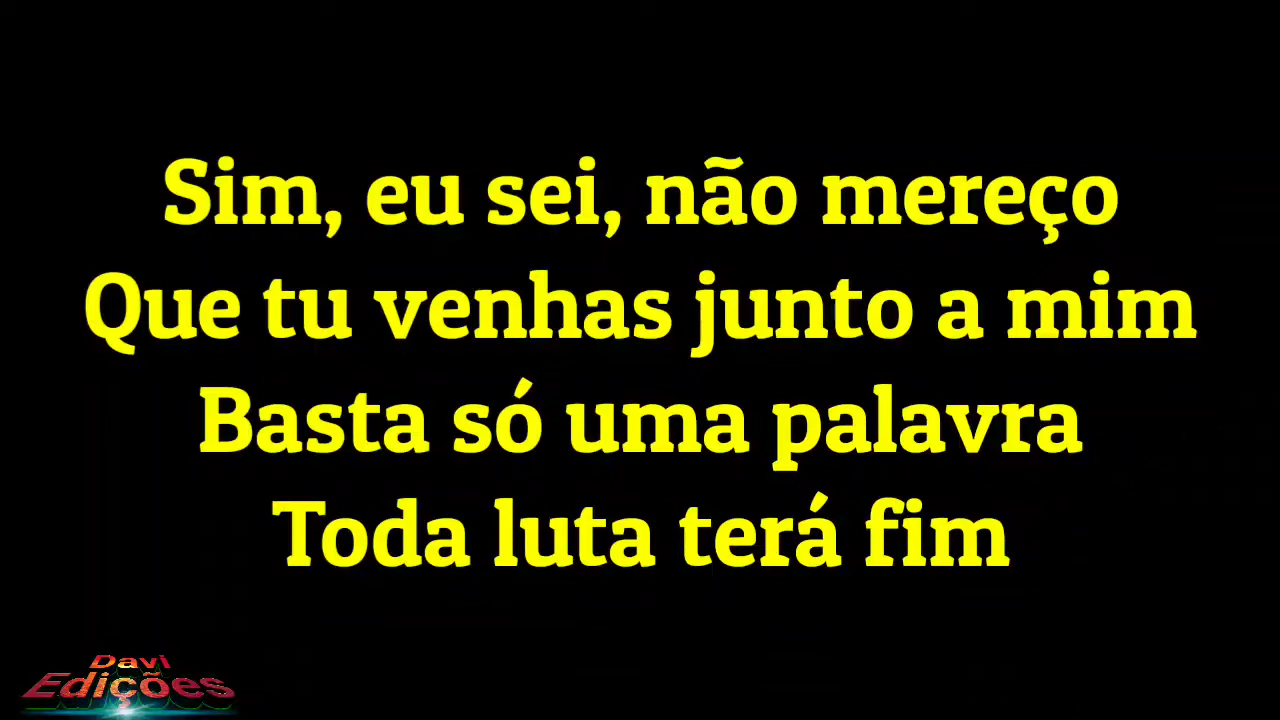 Sim, eu sei, não mereço
Que tu venhas junto a mim
Basta só uma palavra
Toda luta terá fim
Davi
Edições